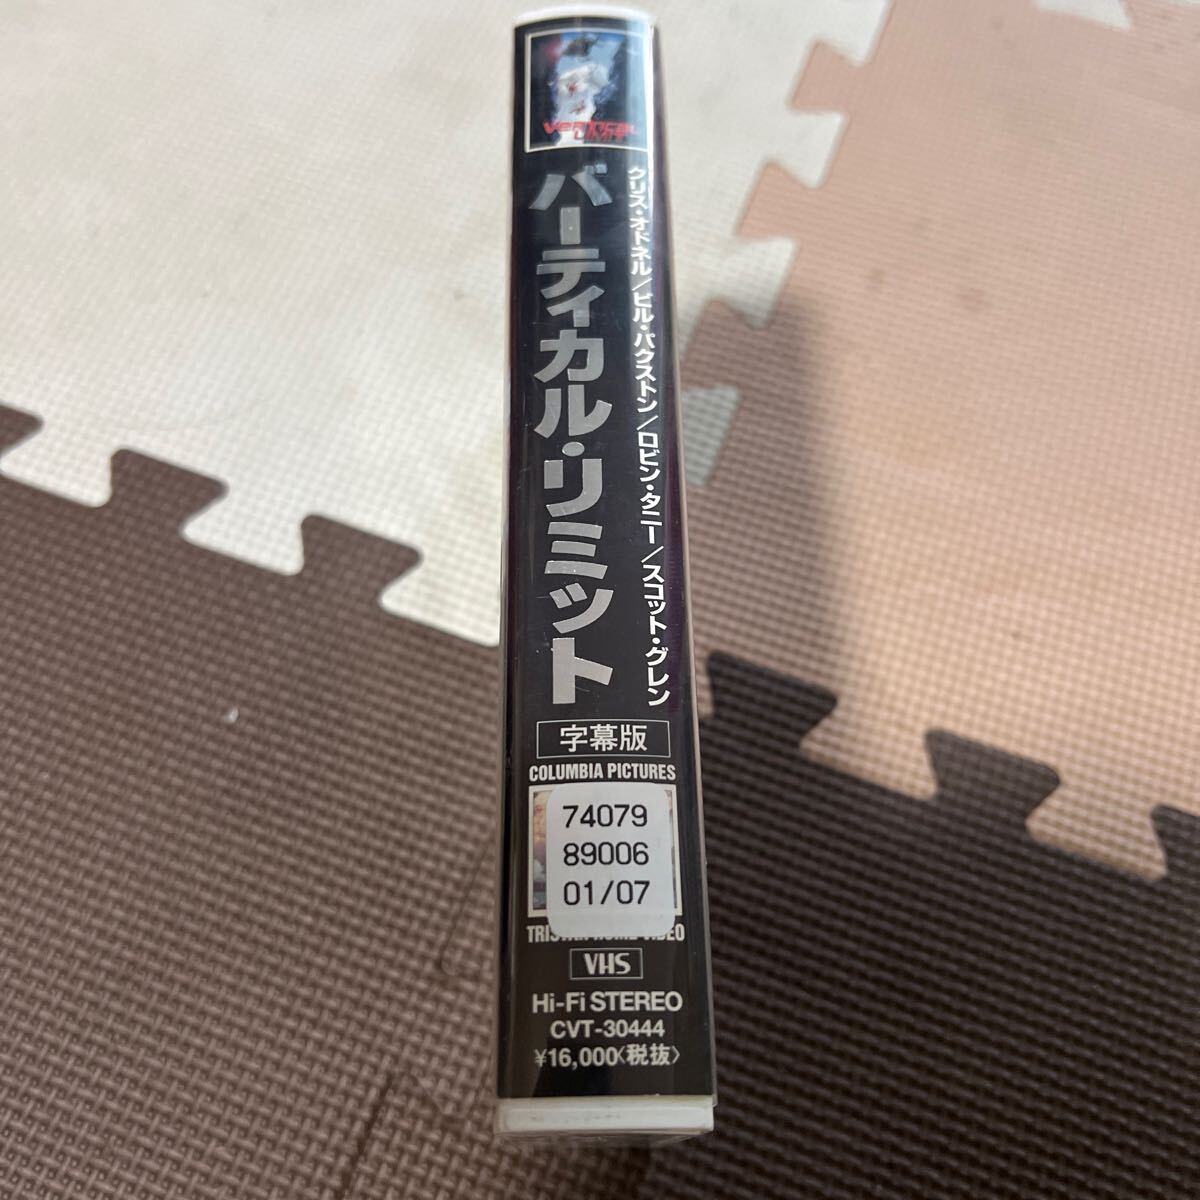 VERTICAL
LIMIT
バーティカル・リミット
クリス・オドネル/ビル・パクストン/ロビン・タニー/スコット・グレン
字幕版
COLUMBIA PICTURES
74079
89006
01/07
VIDEO
VHS
Hi-Fi STEREO
CVT-30444
¥16,000〈税抜〉